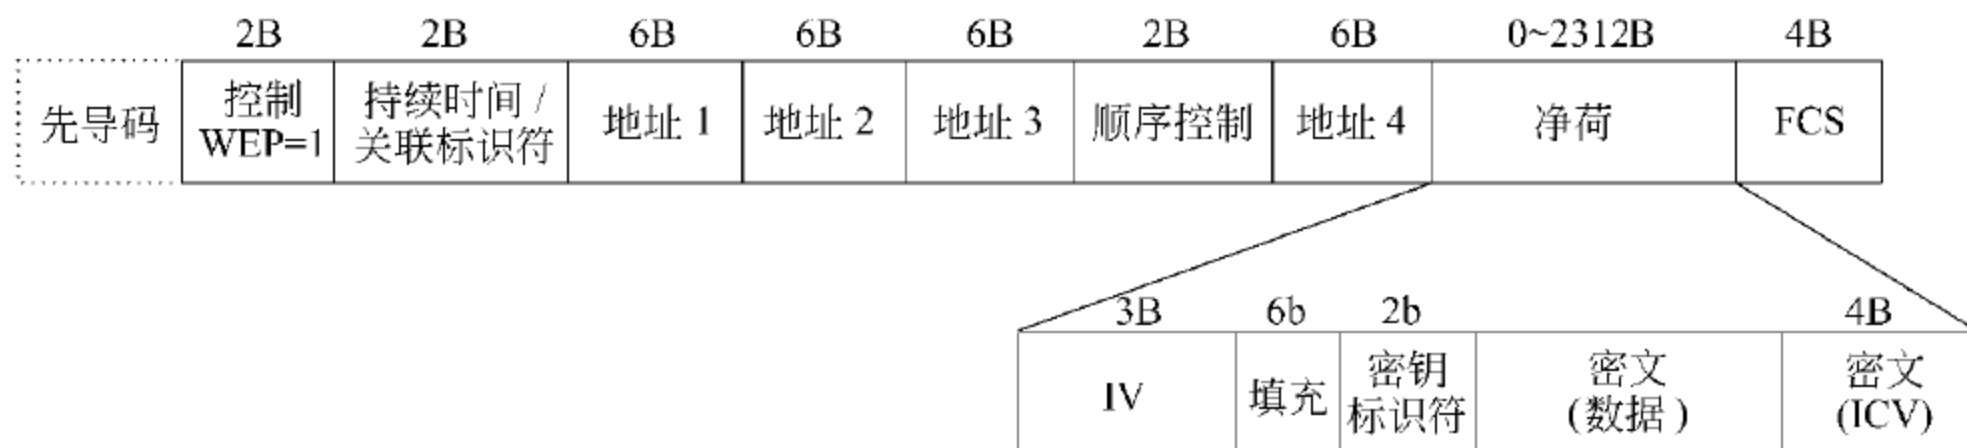 2B 2B 6B 6B 6B 2B 6B 0~2312B 4B
先导码 控制 WEP=1 持续时间 / 关联标识符 地址 1 地址 2 地址 3 顺序控制 地址 4 净荷 FCS
3B 6b 2b 4B
IV 填充 密钥 标识符 密文 (数据) 密文 (ICV)